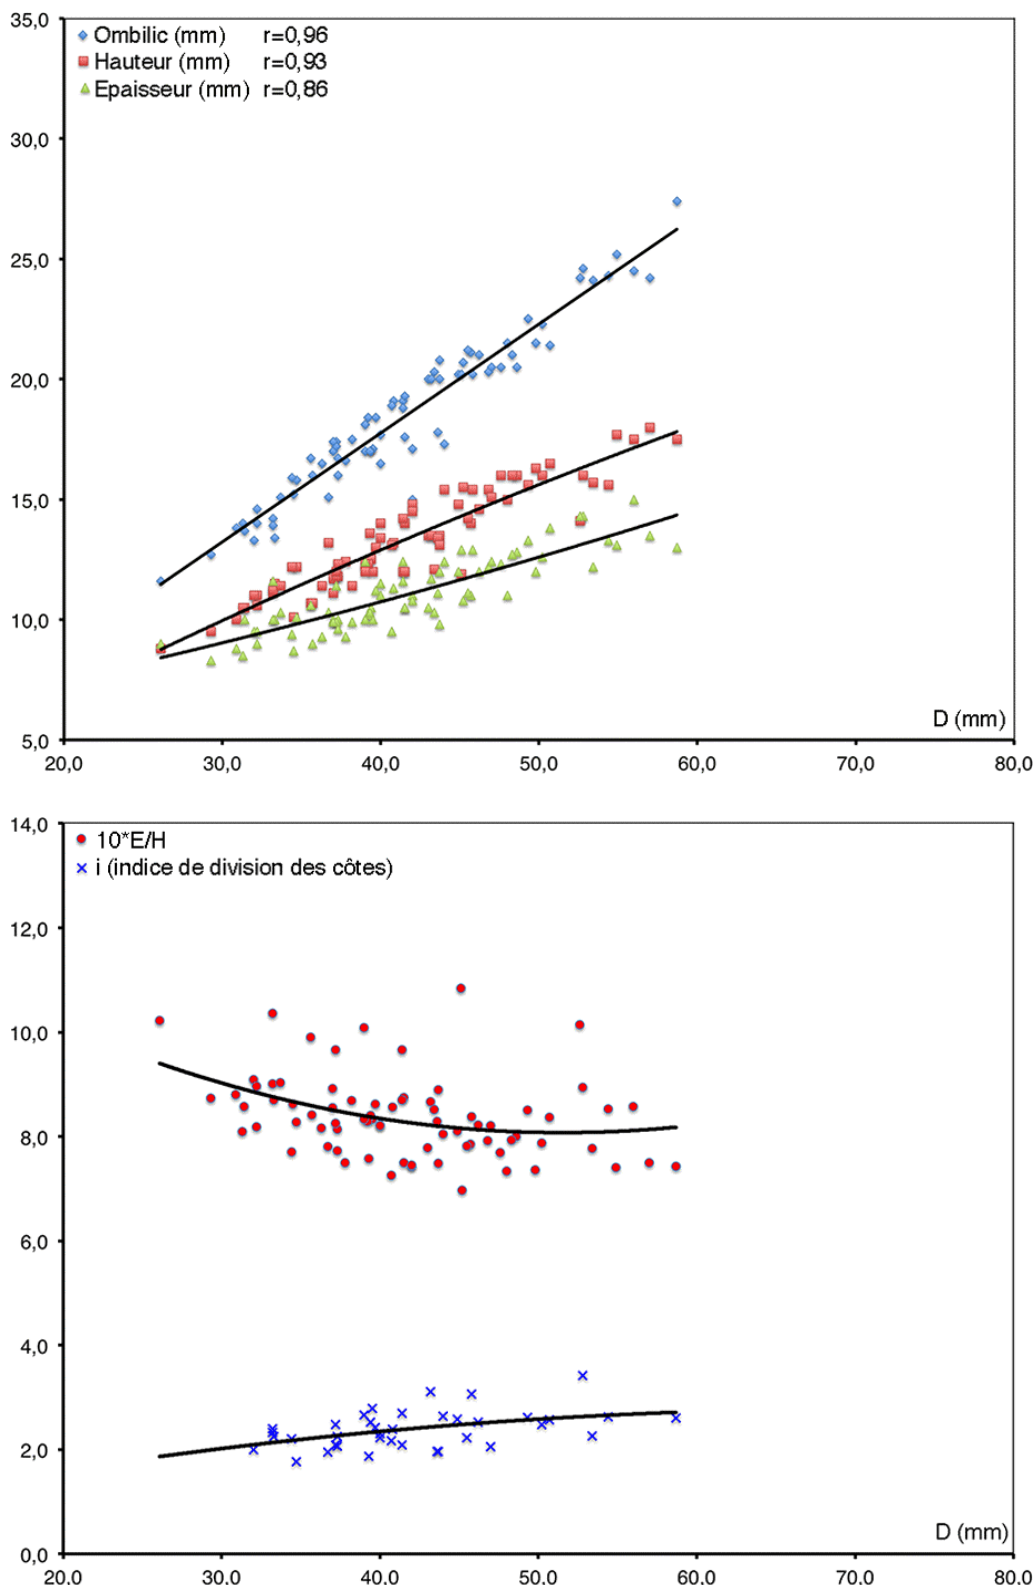 35,0
Ombilic (mm) r=0,96
Hauteur (mm) r=0,93
Epaisseur (mm) r=0,86
30,0
25,0
20,0
15,0
10,0
D (mm)
5,0
20,0 30,0 40,0 50,0 60,0 70,0 80,0
14,0
10*E/H
i (indice de division des côtes)
12,0
10,0
8,0
6,0
4,0
2,0
D (mm)
0,0
20,0 30,0 40,0 50,0 60,0 70,0 80,0